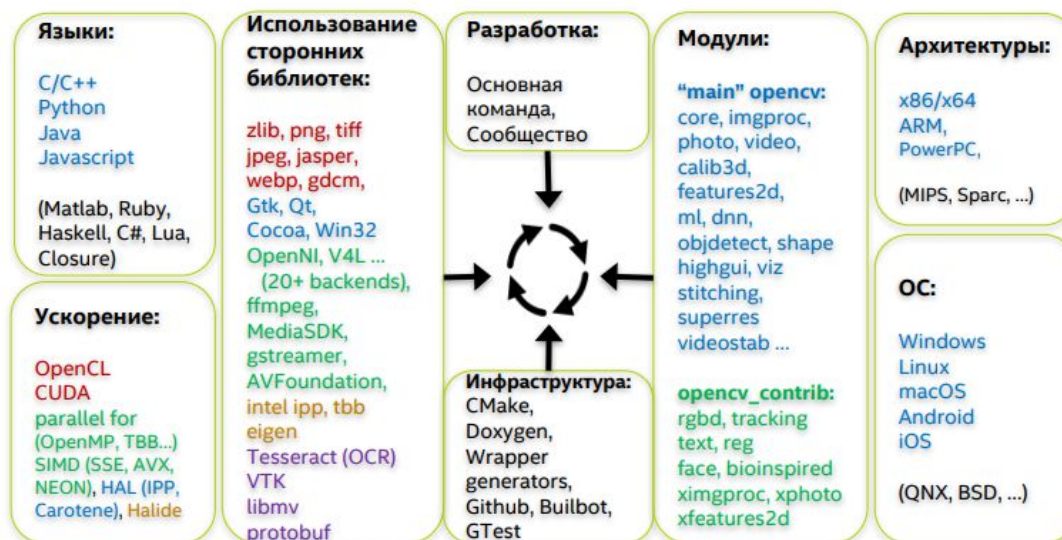 Языки:
C/C++
Python
Java
Javascript
(Matlab, Ruby,
Haskell, C#, Lua,
Closure)
Ускорение:
OpenCL
CUDA
parallel for
(OpenMP, TBB...)
SIMD (SSE, AVX,
NEON), HAL (IPP,
Carotene), Halide
Использование
сторонних
библиотек:
zlib, png, tiff
jpeg, jasper,
webp, gdcm,
Gtk, Qt,
Cocoa, Win32
OpenNI, V4L ...
(20+ backends),
ffmpeg,
MediaSDK,
gstreamer,
AVFoundation,
intel ipp, tbb
eigen
Tesseract (OCR)
VTK
libmv
protobuf
Разработка:
Основная
команда,
Сообщество
Инфраструктура:
CMake,
Doxygen,
Wrapper
generators,
Github, Builbot,
GTest
Модули:
“main” opencv:
core, imgproc,
photo, video,
calib3d,
features2d,
ml, dnn,
objdetect, shape
highgui, viz
stitching,
superres
videostab ...
opencv_contrib:
rgbd, tracking
text, reg
face, bioinspired
ximgproc, xphoto
xfeatures2d
Архитектуры:
x86/x64
ARM,
PowerPC,
(MIPS, Sparc, ...)
ОС:
Windows
Linux
macOS
Android
iOS
(QNX, BSD, ...)